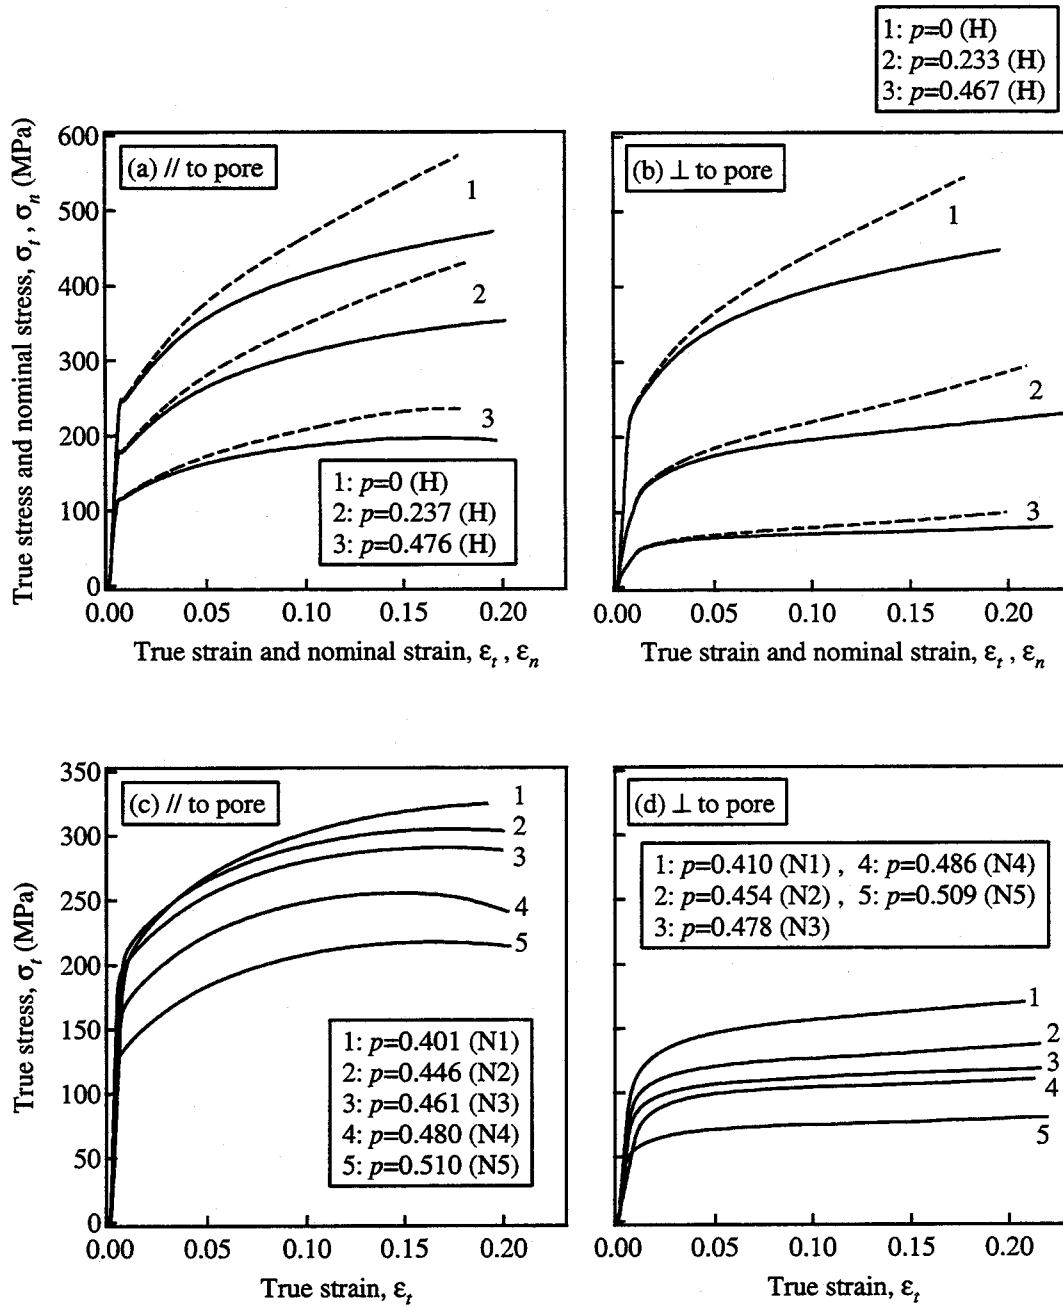 1: p=0 (H)
2: p=0.233 (H)
3: p=0.467 (H)
True stress and nominal stress, σt , σn (MPa)
600
500
400
300
200
100
0
(a) // to pore
1
2
3
1: p=0 (H)
2: p=0.237 (H)
3: p=0.476 (H)
0.00 0.05 0.10 0.15 0.20
True strain and nominal strain, εt , εn
(b) ⊥ to pore
1
2
3
0.00 0.05 0.10 0.15 0.20
True strain and nominal strain, εt , εn
True stress, σt (MPa)
350
300
250
200
150
100
50
0
(c) // to pore
1
2
3
4
5
1: p=0.401 (N1)
2: p=0.446 (N2)
3: p=0.461 (N3)
4: p=0.480 (N4)
5: p=0.510 (N5)
0.00 0.05 0.10 0.15 0.20
True strain, εt
(d) ⊥ to pore
1: p=0.410 (N1) , 4: p=0.486 (N4)
2: p=0.454 (N2) , 5: p=0.509 (N5)
3: p=0.478 (N3)
1
2
3
4
5
0.00 0.05 0.10 0.15 0.20
True strain, εt